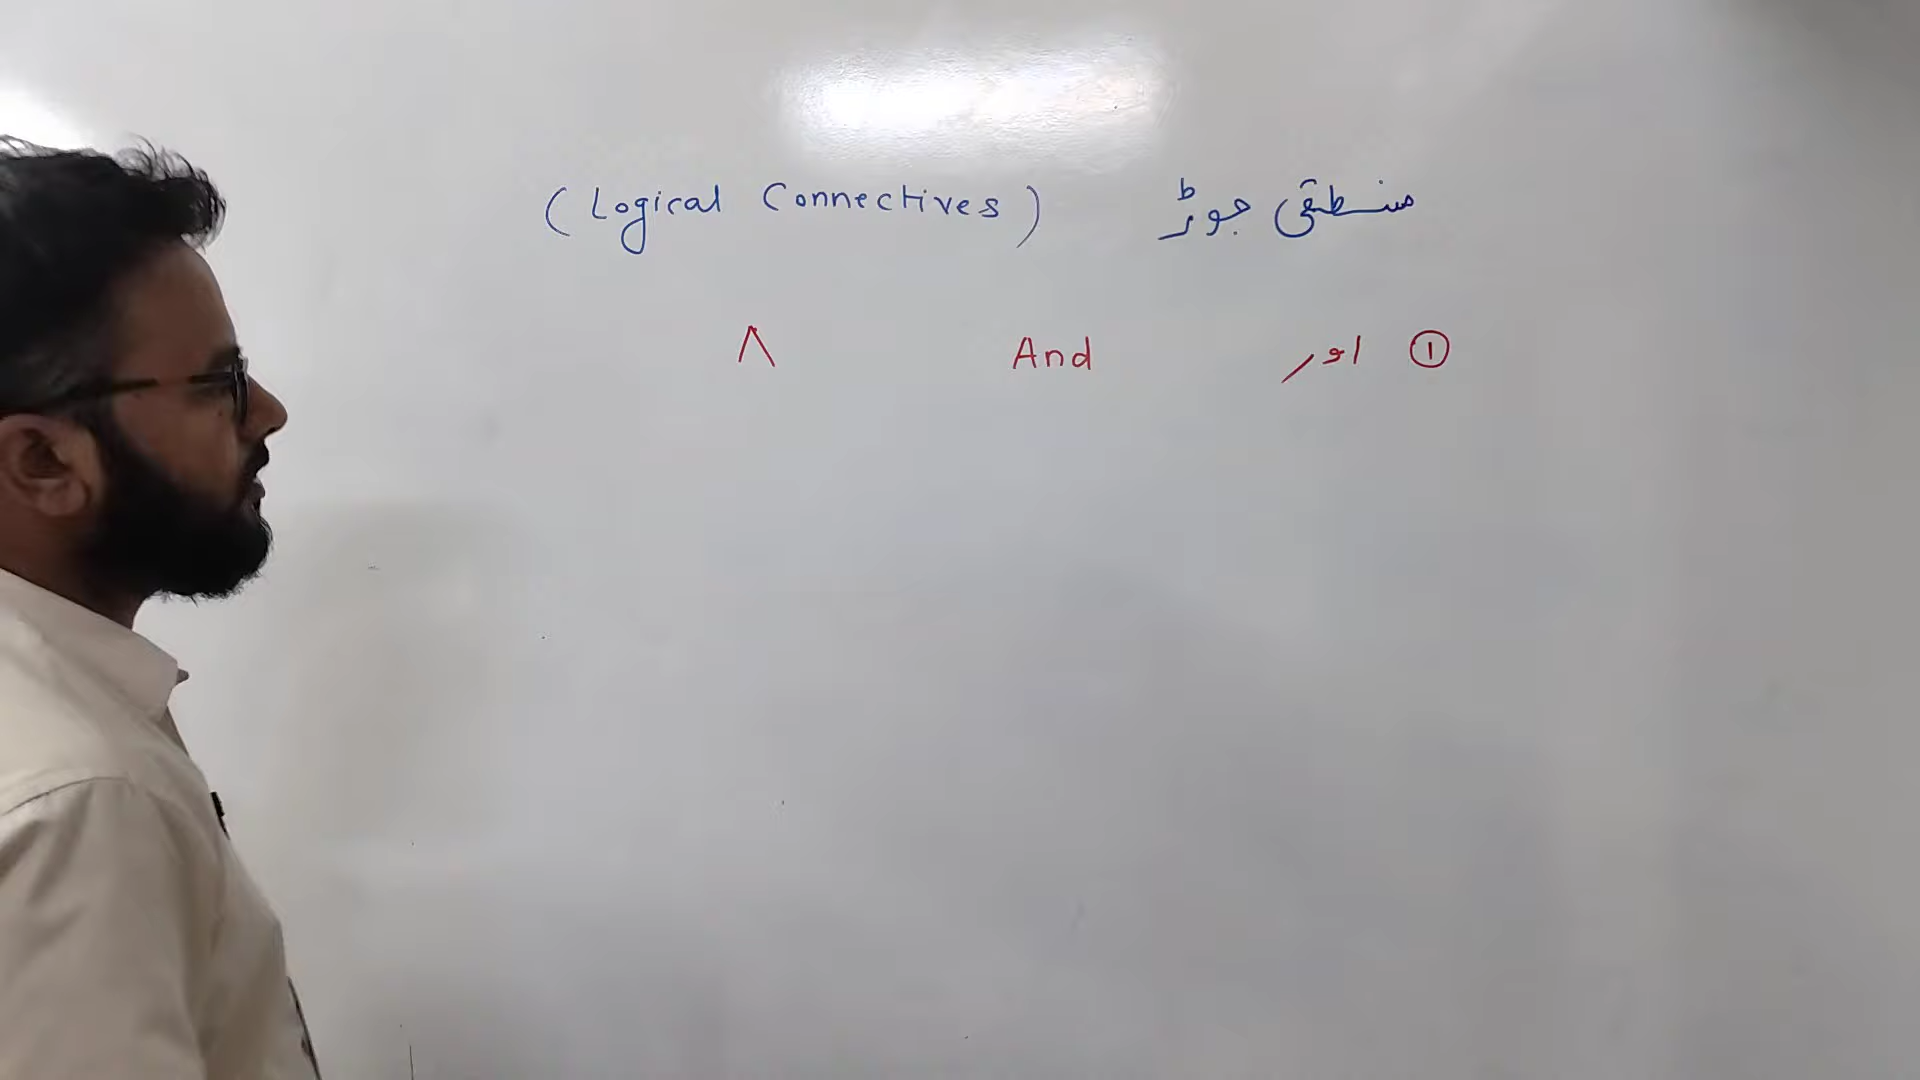 منطقی جوڑ (Logical Connectives)
① اور And ∧